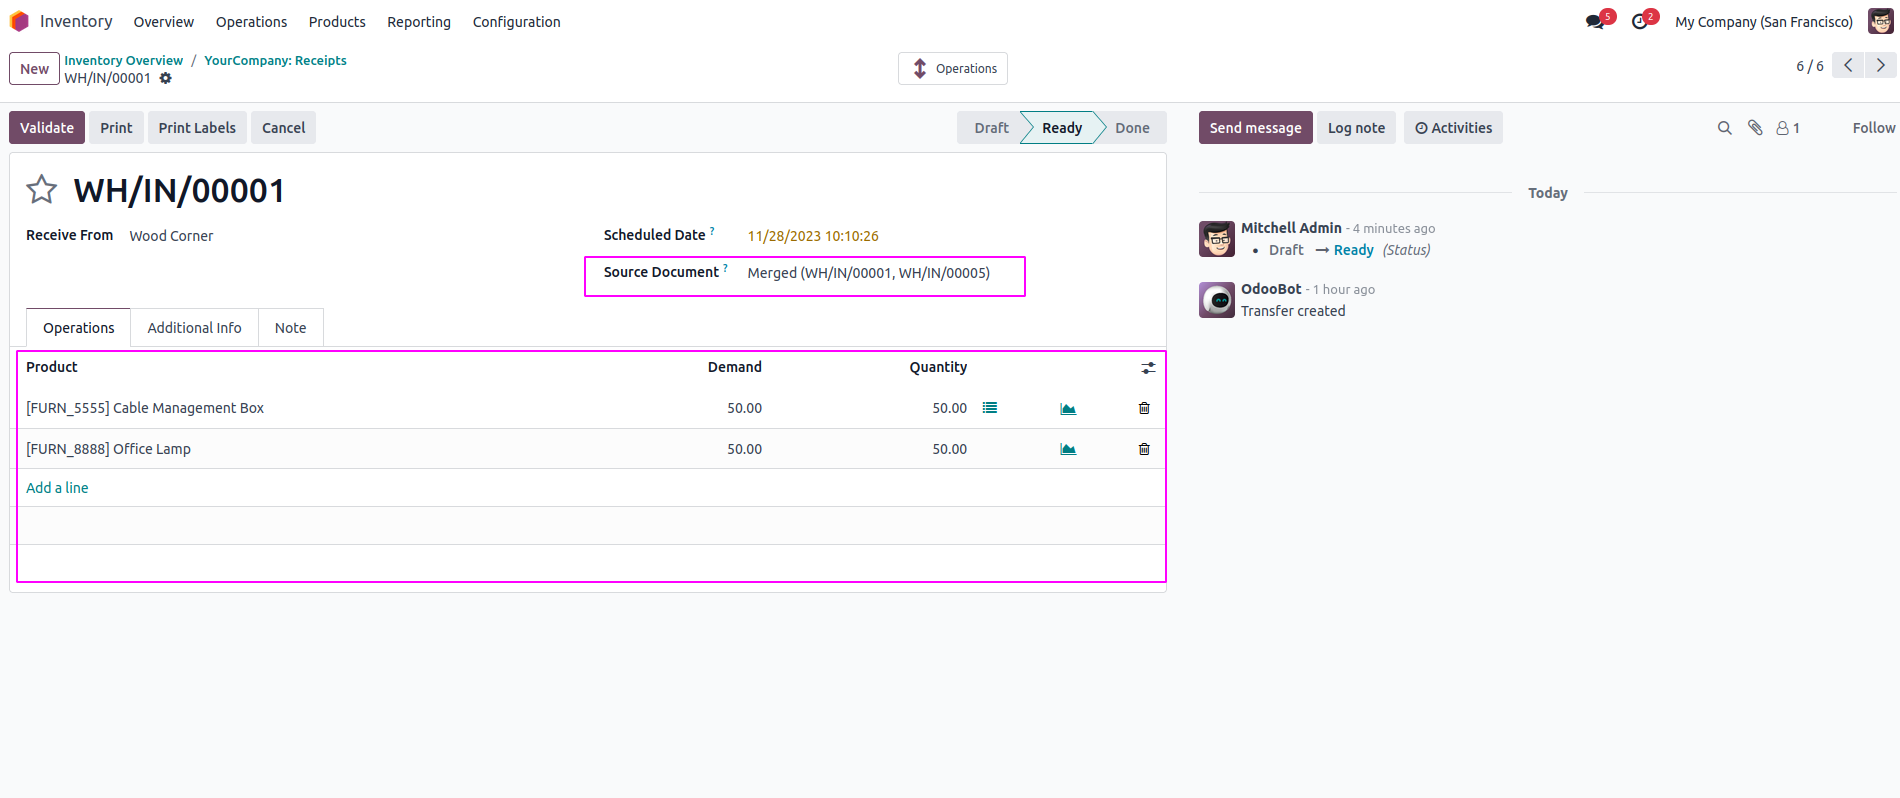 Inventory Overview Operations Products Reporting Configuration 5 2 My Company (San Francisco)
New Inventory Overview / YourCompany: Receipts
WH/IN/00001
Operations
6 / 6
Validate Print Print Labels Cancel Draft Ready Done Send message Log note Activities 1 Follow
WH/IN/00001
Receive From Wood Corner
Scheduled Date ? 11/28/2023 10:10:26
Source Document ? Merged (WH/IN/00001, WH/IN/00005)
Operations Additional Info Note
Product Demand Quantity
[FURN_5555] Cable Management Box 50.00 50.00
[FURN_8888] Office Lamp 50.00 50.00
Add a line
Today
Mitchell Admin - 4 minutes ago
• Draft → Ready (Status)
OdooBot - 1 hour ago
Transfer created